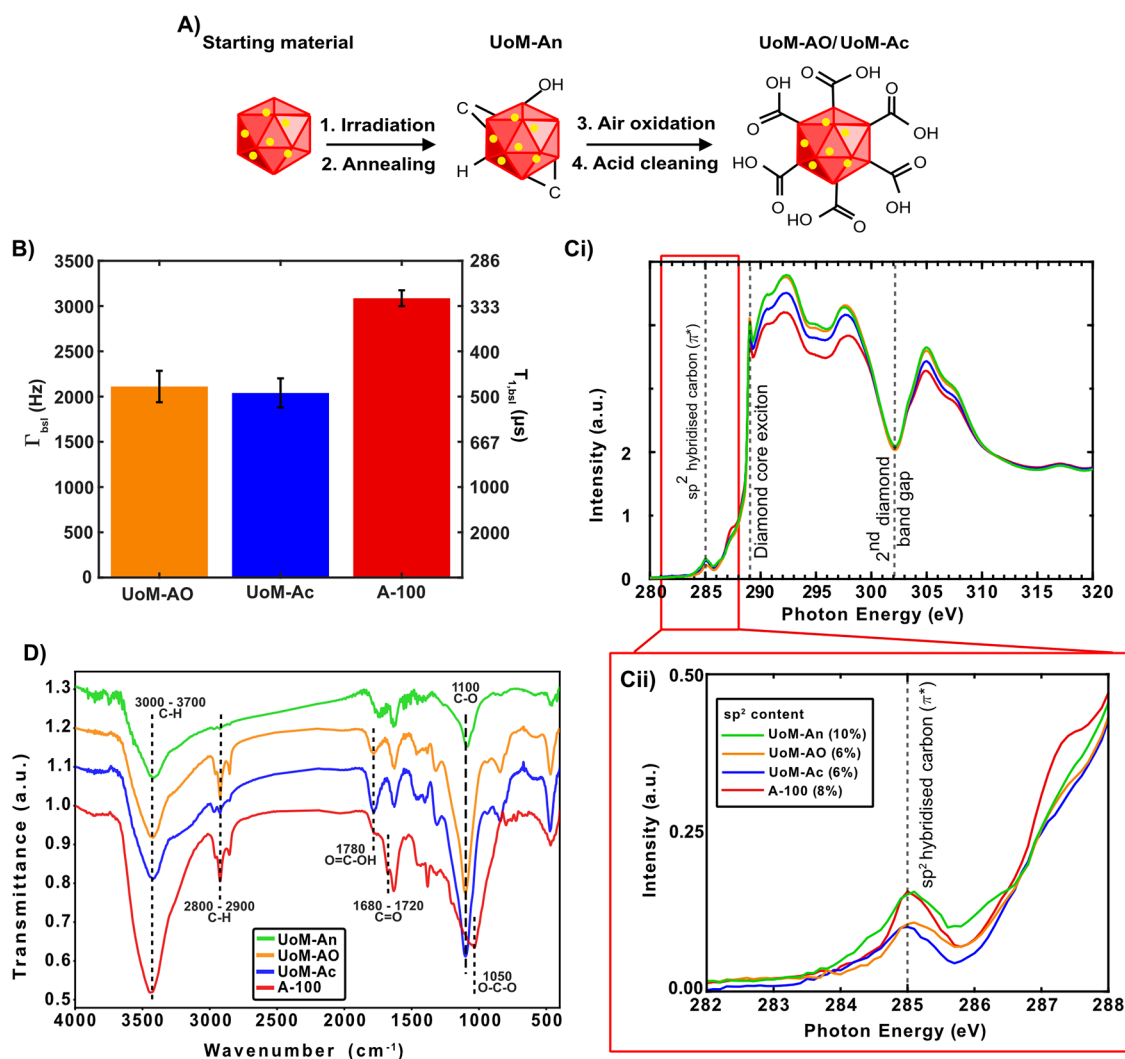 A)
Starting material
UoM-An
UoM-AO/UoM-Ac
1. Irradiation
2. Annealing
C
OH
H
C
3. Air oxidation
4. Acid cleaning
OH
O
O
OH
HO
O
O
OH
HO
O
O
OH
O
OH
HO
O
B)
Γbsl (Hz)
3500
3000
2500
2000
1500
1000
500
0
286
333
400
500
667
1000
2000
T1,bsl (µs)
UoM-AO
UoM-Ac
A-100
Ci)
Intensity (a.u.)
2
1
0
sp2 hybridised carbon (π*)
Diamond core exciton
2nd diamond
band gap
280 285 290 295 300 305 310 315 320
Photon Energy (eV)
D)
Transmittance (a.u.)
1.3
1.2
1.1
1.0
0.9
0.8
0.7
0.6
0.5
3000 - 3700
C-H
1100
C-O
1780
O=C-OH
2800 - 2900
C-H
1680 - 1720
C=O
1050
O-C-O
UoM-An
UoM-AO
UoM-Ac
A-100
4000 3500 3000 2500 2000 1500 1000 500
Wavenumber (cm-1)
Cii)
Intensity (a.u.)
0.50
0.25
0.00
sp² content
UoM-An (10%)
UoM-AO (6%)
UoM-Ac (6%)
A-100 (8%)
sp² hybridised carbon (π*)
282 283 284 285 286 287 288
Photon Energy (eV)